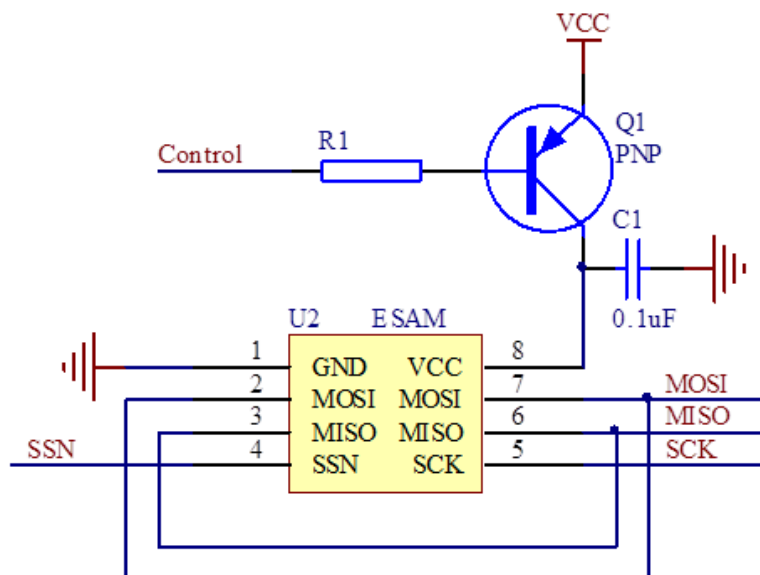 VCC
Q1
PNP
R1
Control
C1
0.1uF
U2 ESAM
1 GND VCC 8
2 MOSI MOSI 7 MOSI
3 MISO MISO 6 MISO
SSN 4 SSN SCK 5 SCK